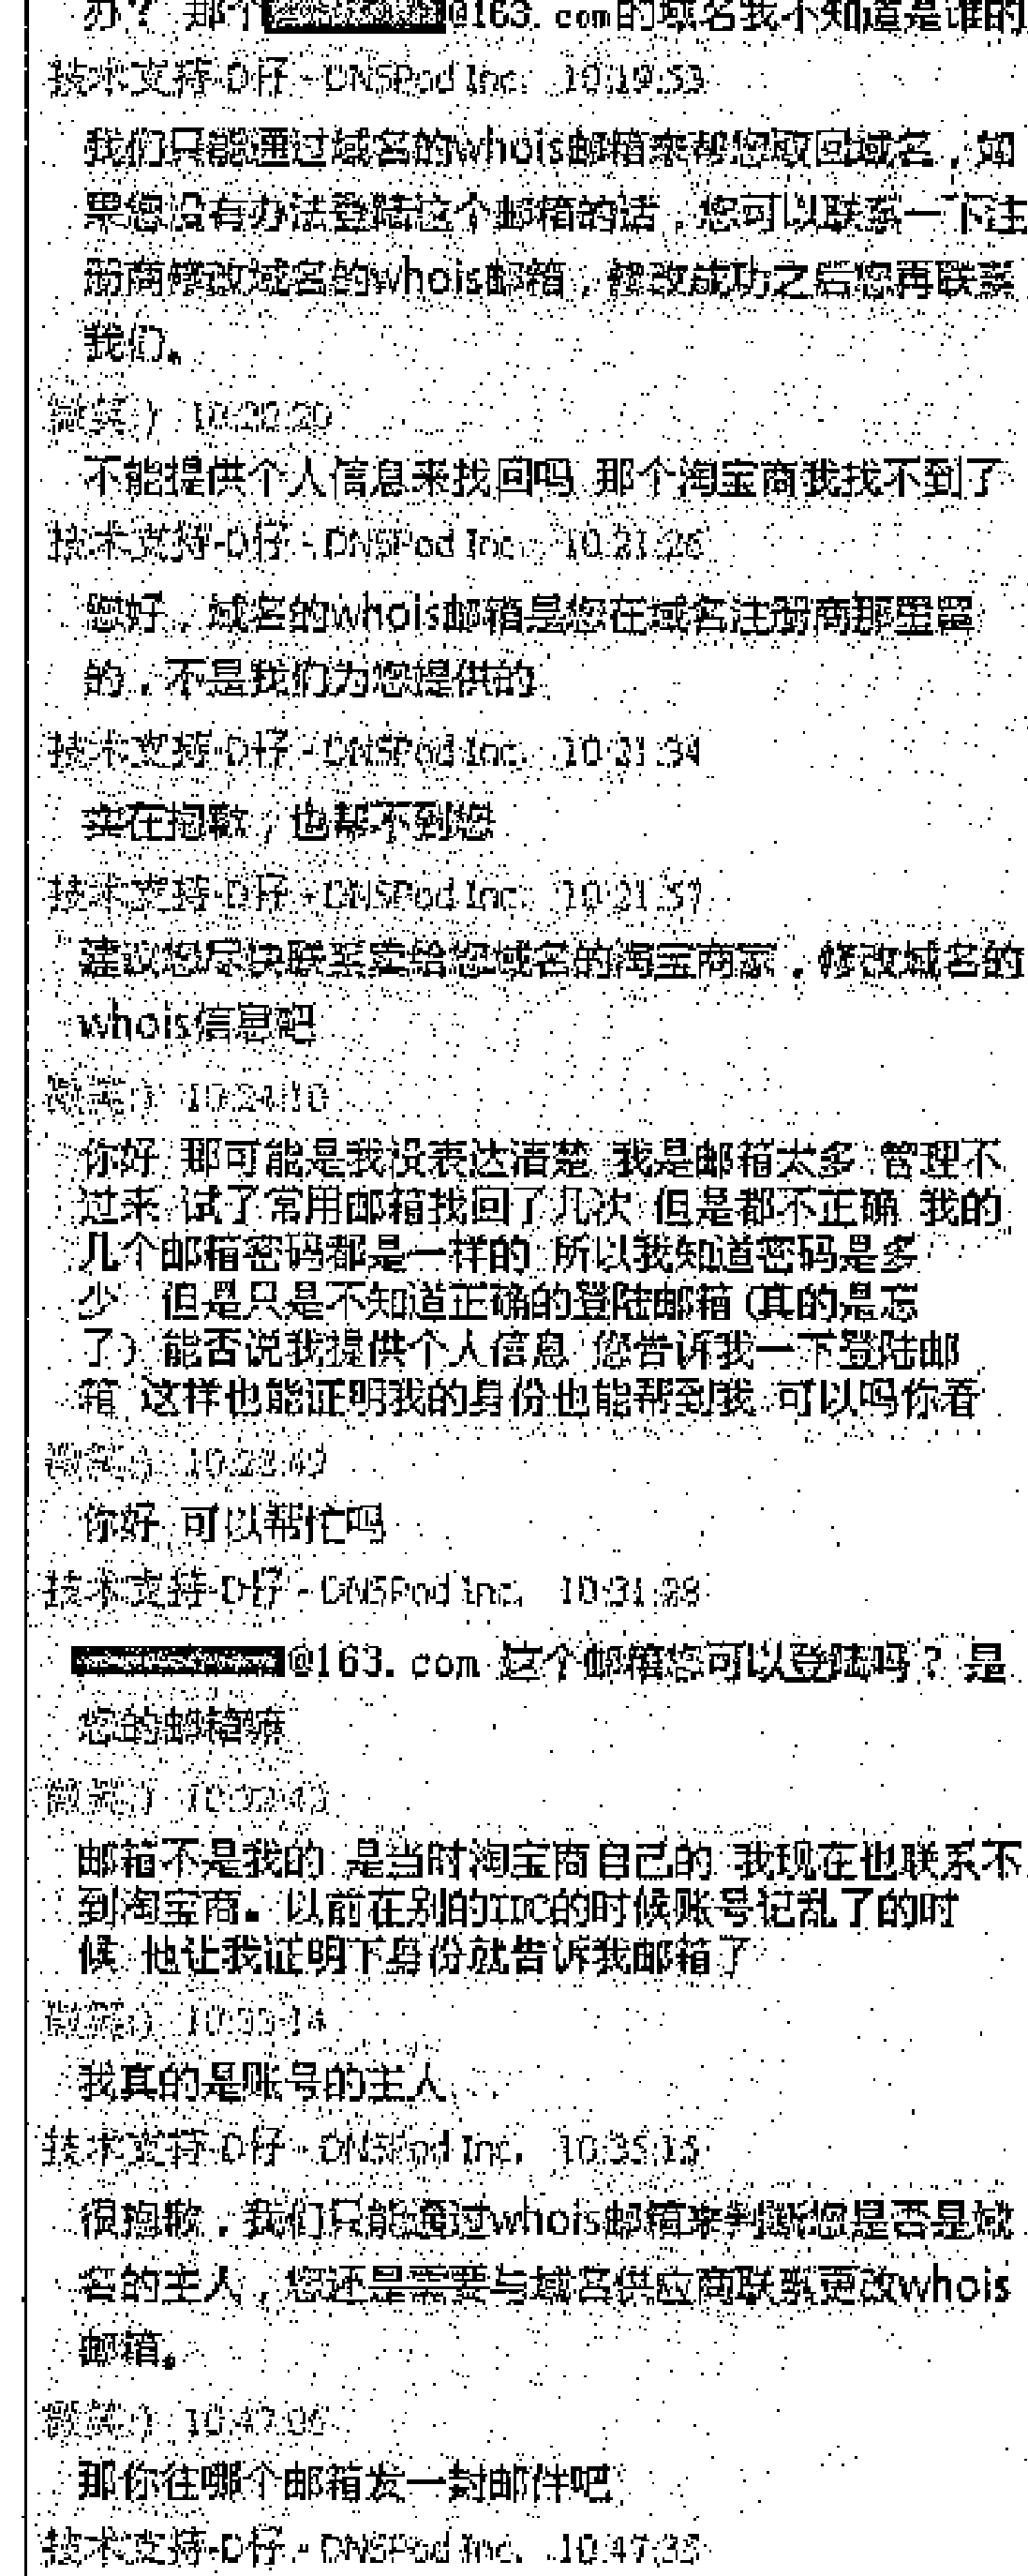 办？ 那个@163. com的域名我不知道是谁的
技术支持-D仔 - DNSPod Inc. 10:19:53
我们只能通过域名的whois邮箱来帮您取回域名，如
果您没有办法登陆这个邮箱的话，您可以联系一下注
册商修改域名的whois邮箱，修改成功之后您再联系
我们。
微笑:) 10:20:20
不能提供个人信息来找回吗 那个淘宝商我找不到了
技术支持-D仔 - DNSPod Inc. 10:21:26
您好，域名的whois邮箱是您在域名注册商那里留
的，不是我们为您提供的
技术支持-D仔 - DNSPod Inc. 10:21:34
实在抱歉，也帮不到您
技术支持-D仔 - DNSPod Inc. 10:21:57
建议您尽快联系卖给您域名的淘宝商家，修改域名的
whois信息吧
微笑:)
你好 那可能是我没表达清楚 我是邮箱太多 管理不
过来 试了常用邮箱找回了几次 但是都不正确 我的
几个邮箱密码都是一样的 所以我知道密码是多
少 但是只是不知道正确的登陆邮箱(真的是忘
了) 能否说我提供个人信息 您告诉我一下登陆邮
箱 这样也能证明我的身份也能帮到我 可以吗你看
微笑:)
你好 可以帮忙吗
技术支持-D仔 - DNSPod Inc. 10:31:28
@163. com 这个邮箱您可以登陆吗？是
您的邮箱嘛
微笑:)
邮箱不是我的 是当时淘宝商自己的 我现在也联系不
到淘宝商。以前在别的IDC的时候账号记乱了的时
候 他让我证明下身份就告诉我邮箱了
微笑:)
我真的是账号的主人
技术支持-D仔 - DNSPod Inc. 10:35:15
很抱歉，我们只能通过whois邮箱来判断您是否是域
名的主人，您还是需要与域名供应商联系更改whois
邮箱。
微笑:) 10:47:06
那你往哪个邮箱发一封邮件吧
技术支持-D仔 - DNSPod Inc. 10:47:35